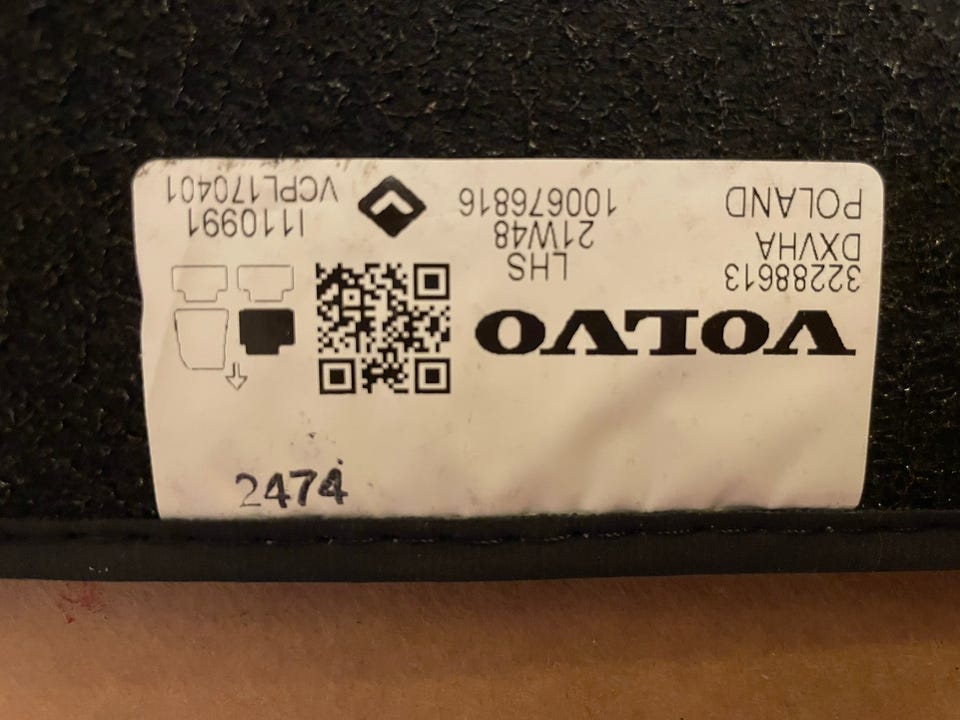 VOLVO
32288613
DXVHA
POLAND
LHS
21W48
100676816
I110991
VCPL170401
2474